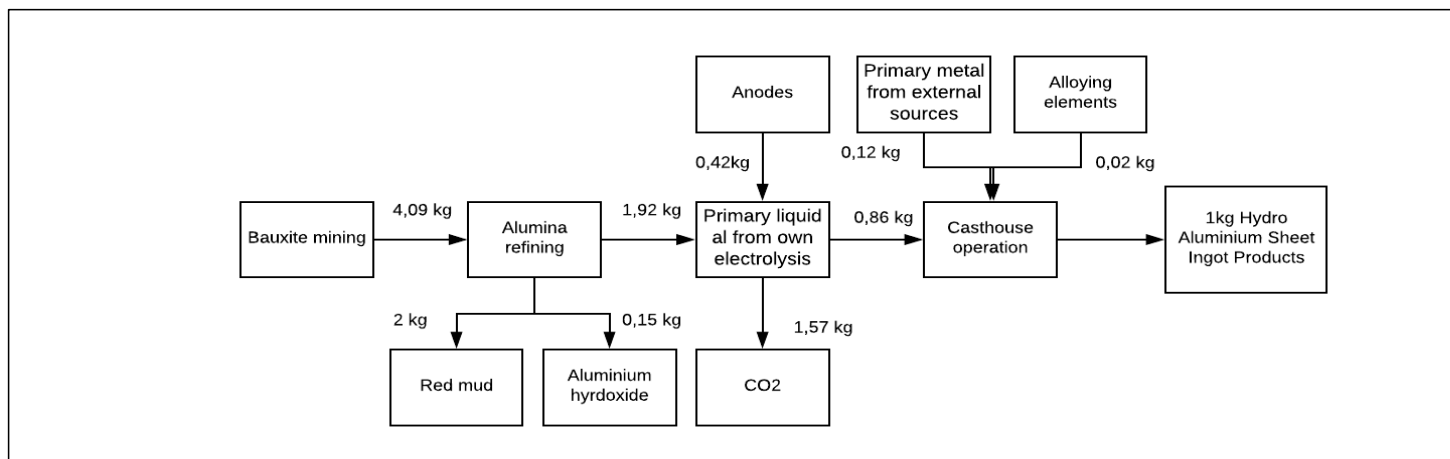 Anodes
Primary metal
from external
sources
Alloying
elements
0,42kg
0,12 kg
0,02 kg
Bauxite mining
4,09 kg
Alumina
refining
1,92 kg
Primary liquid
al from own
electrolysis
0,86 kg
Casthouse
operation
1kg Hydro
Aluminium Sheet
Ingot Products
2 kg
0,15 kg
1,57 kg
Red mud
Aluminium
hyrdoxide
CO2